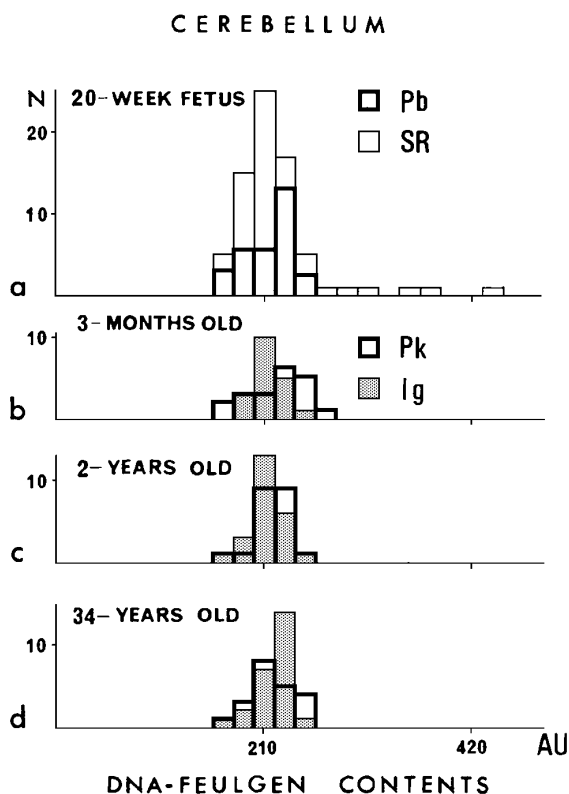 CEREBELLUM
N
20-WEEK FETUS
Pb
SR
20
10
a
3-MONTHS OLD
Pk
Ig
10
b
2-YEARS OLD
10
c
34-YEARS OLD
10
d
210 420 AU
DNA-FEULGEN CONTENTS